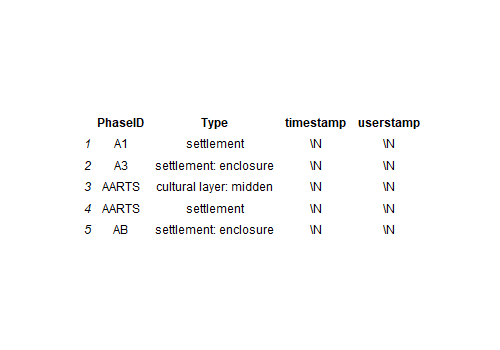 PhaseID Type timestamp userstamp
1 A1 settlement \N \N
2 A3 settlement: enclosure \N \N
3 AARTS cultural layer: midden \N \N
4 AARTS settlement \N \N
5 AB settlement: enclosure \N \N